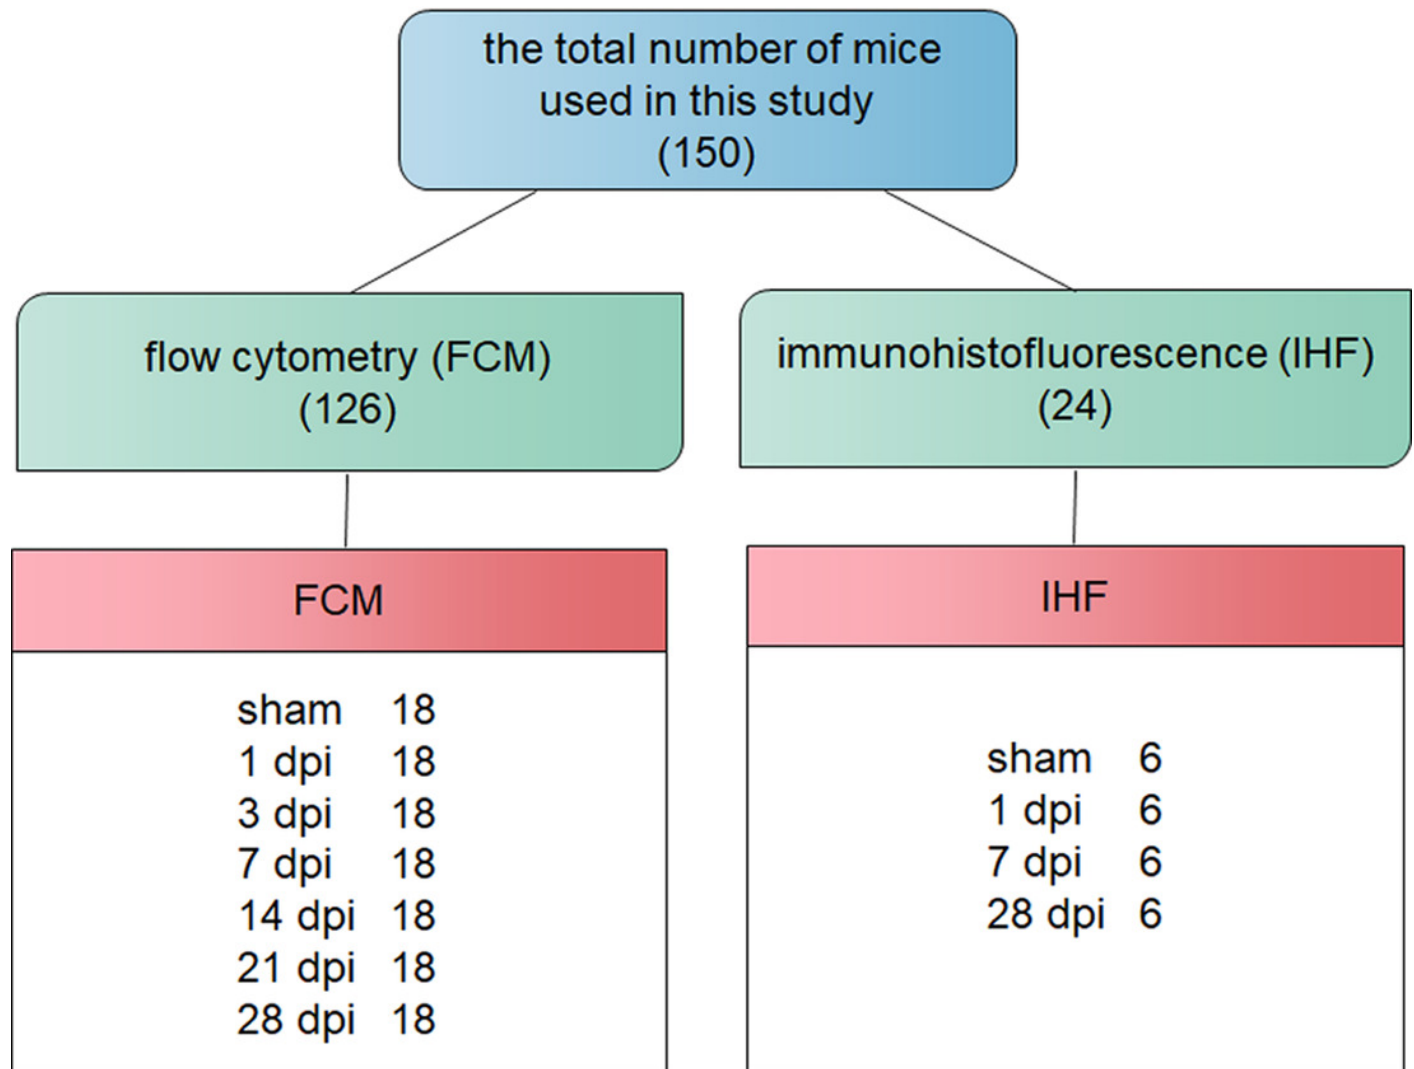 the total number of mice
used in this study
(150)
flow cytometry (FCM)
(126)
immunohistofluorescence (IHF)
(24)
FCM
sham 18
1 dpi 18
3 dpi 18
7 dpi 18
14 dpi 18
21 dpi 18
28 dpi 18
IHF
sham 6
1 dpi 6
7 dpi 6
28 dpi 6